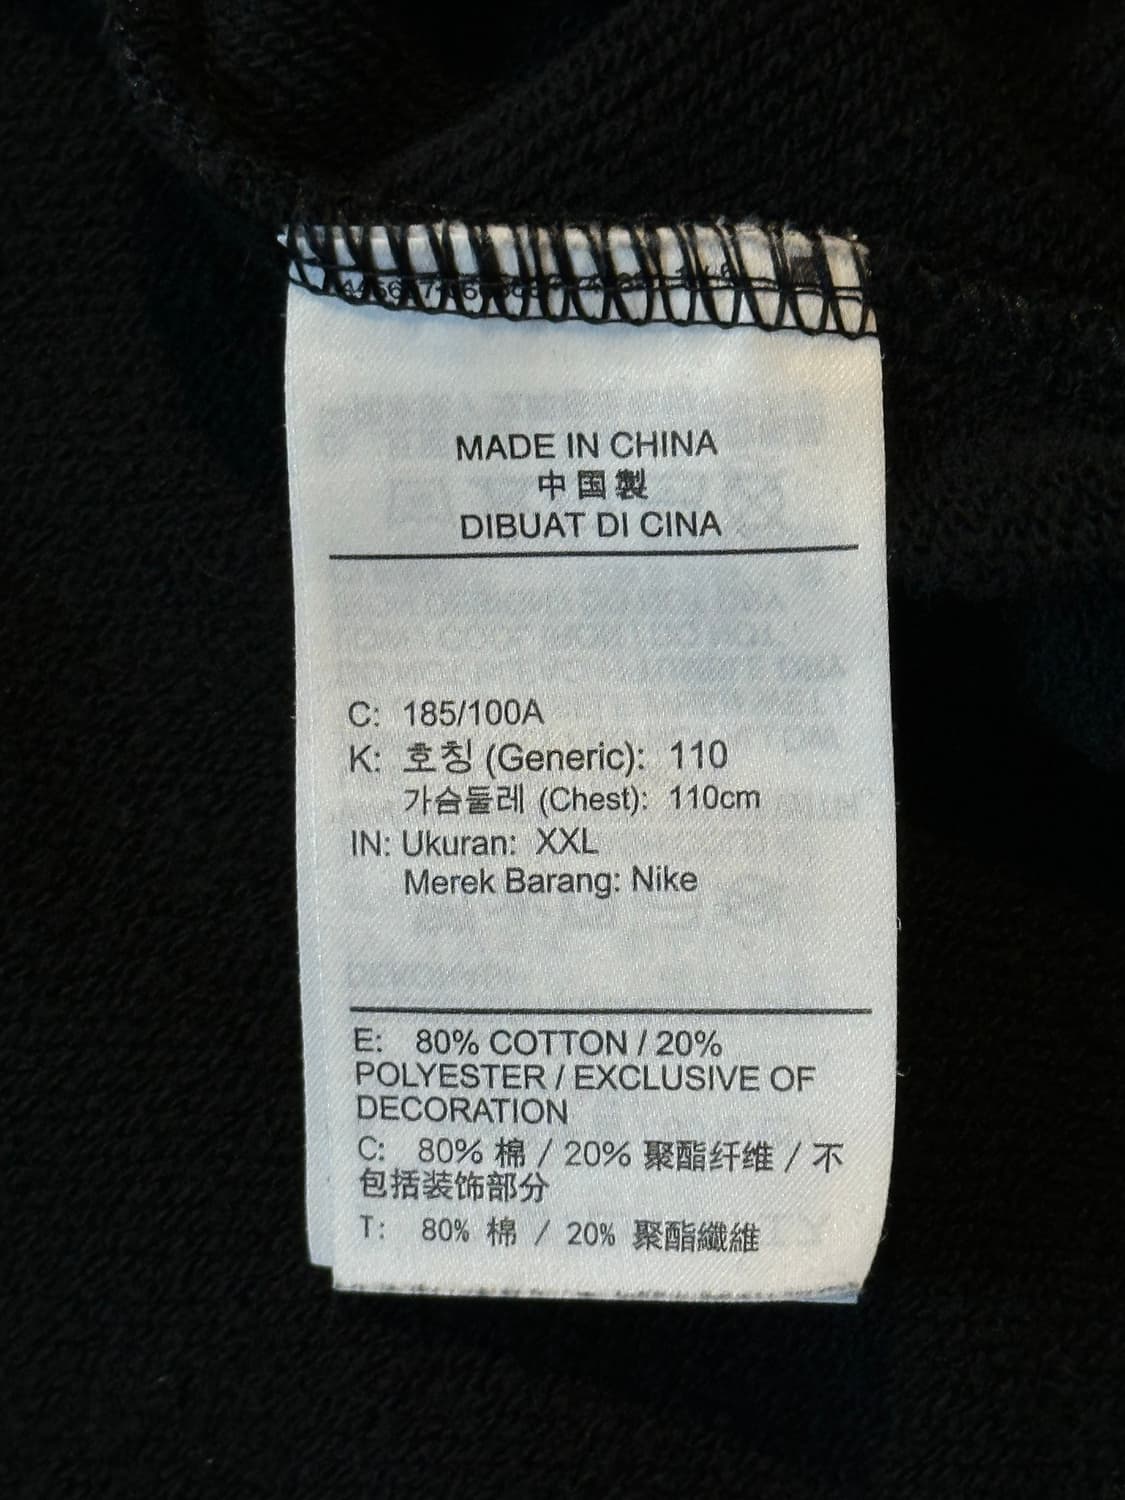 MADE IN CHINA
中国製
DIBUAT DI CINA
C: 185/100A
K: 호칭 (Generic): 110
가슴둘레 (Chest): 110cm
IN: Ukuran: XXL
Merek Barang: Nike
E: 80% COTTON / 20%
POLYESTER / EXCLUSIVE OF
DECORATION
C: 80% 棉 / 20% 聚酯纤维 / 不
包括装饰部分
T: 80% 棉 / 20% 聚酯纖維